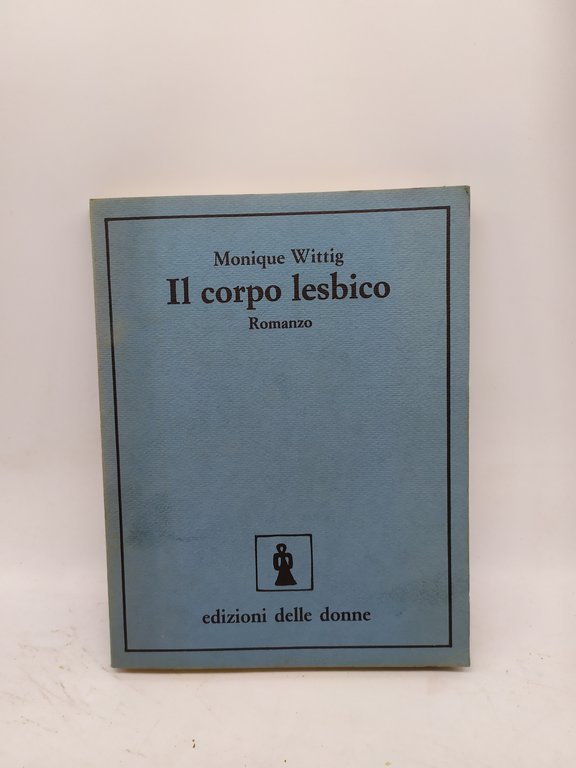 Monique Wittig
Il corpo lesbico
Romanzo
edizioni delle donne